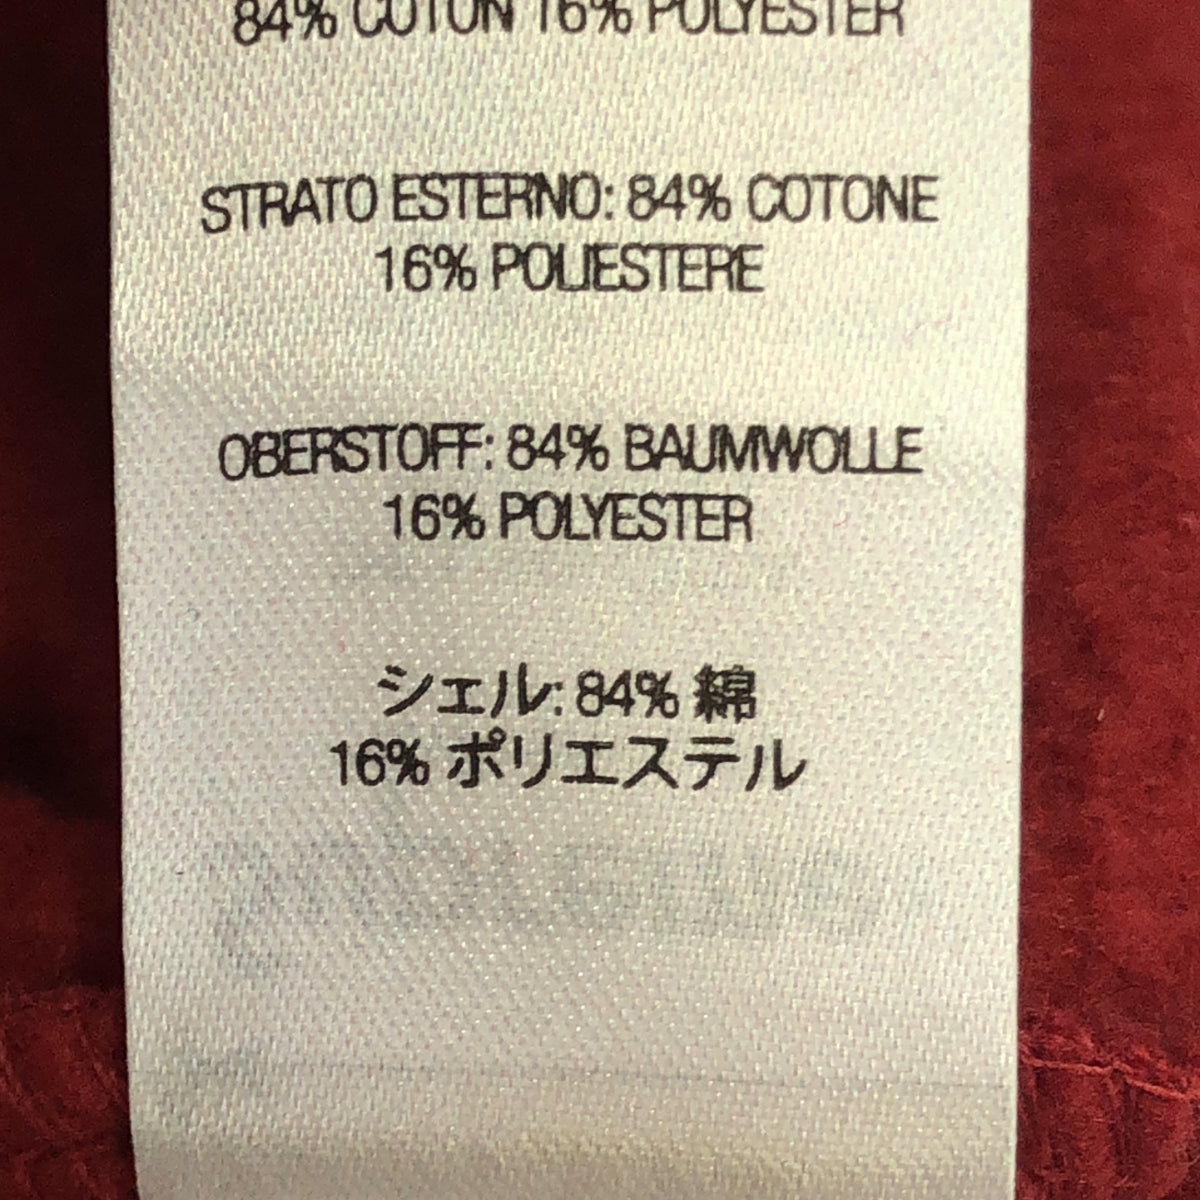 84% COTON 16% POLYESTER
STRATO ESTERNO: 84% COTONE
16% POLIESTERE
OBERSTOFF: 84% BAUMWOLLE
16% POLYESTER
シェル: 84% 綿
16% ポリエステル